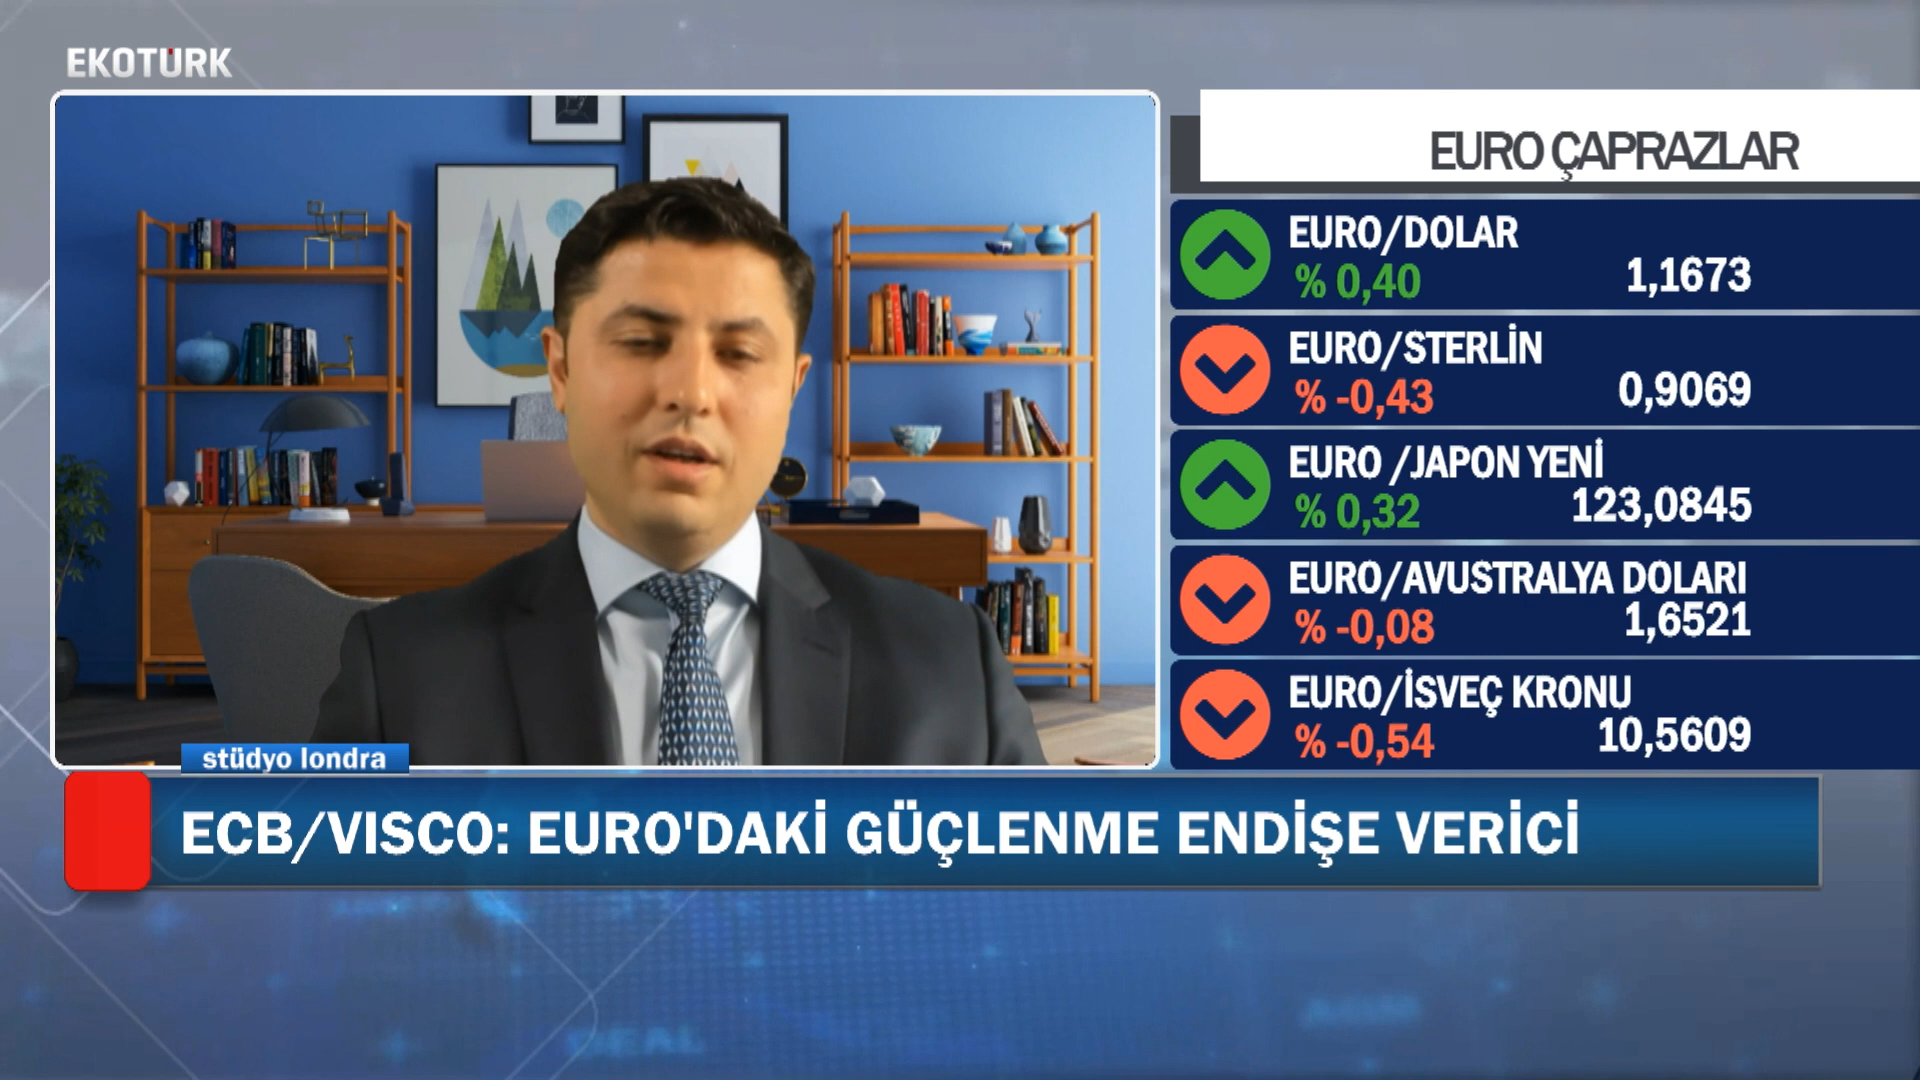 EKOTÜRK
EURO ÇAPRAZLAR
EURO/DOLAR
% 0,40
1,1673
EURO/STERLİN
% -0,43
0,9069
EURO /JAPON YENİ
% 0,32
123,0845
EURO/AVUSTRALYA DOLARI
% -0,08
1,6521
EURO/İSVEÇ KRONU
% -0,54
10,5609
stüdyo londra
ECB/VISCO: EURO'DAKİ GÜÇLENME ENDİŞE VERİCİ